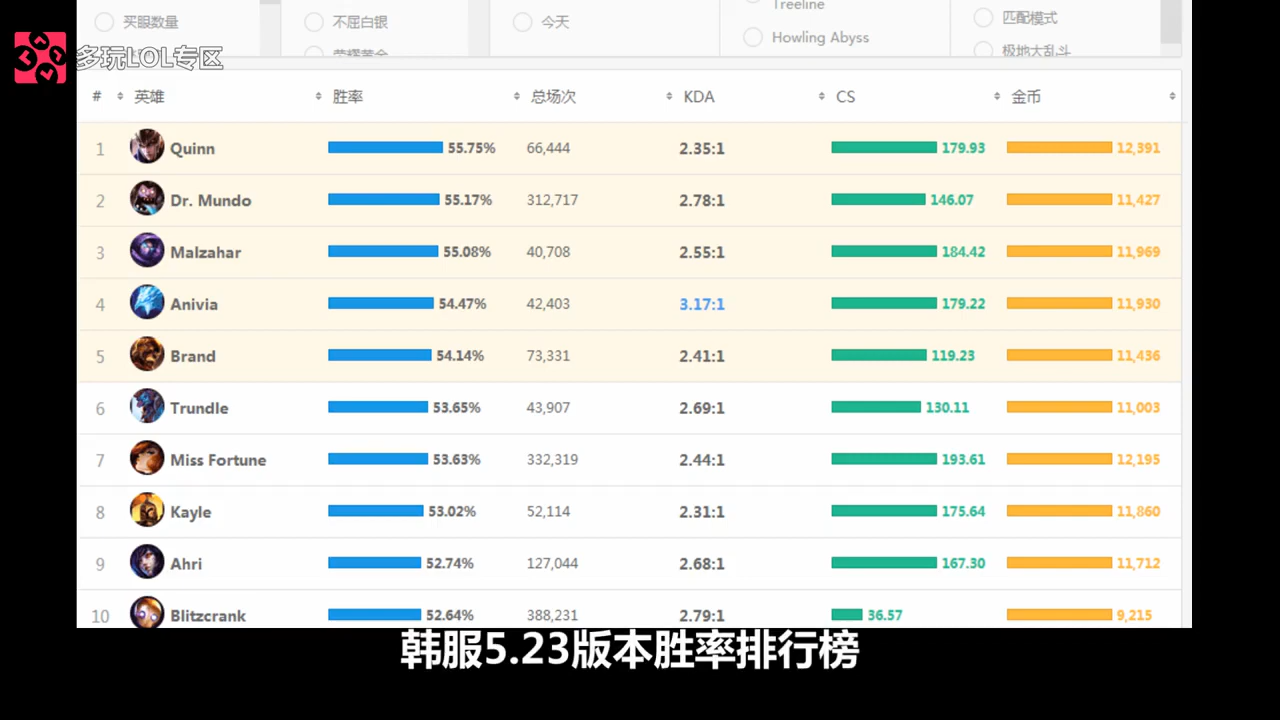 买眼数量 不屈白银 今天 Treeline 匹配模式
荣耀黄金 Howling Abyss 极地大乱斗
多玩LOL专区
# 英雄 胜率 总场次 KDA CS 金币
1 Quinn 55.75% 66,444 2.35:1 179.93 12,391
2 Dr. Mundo 55.17% 312,717 2.78:1 146.07 11,427
3 Malzahar 55.08% 40,708 2.55:1 184.42 11,969
4 Anivia 54.47% 42,403 3.17:1 179.22 11,930
5 Brand 54.14% 73,331 2.41:1 119.23 11,436
6 Trundle 53.65% 43,907 2.69:1 130.11 11,003
7 Miss Fortune 53.63% 332,319 2.44:1 193.61 12,195
8 Kayle 53.02% 52,114 2.31:1 175.64 11,860
9 Ahri 52.74% 127,044 2.68:1 167.30 11,712
10 Blitzcrank 52.64% 388,231 2.79:1 36.57 9,215
韩服5.23版本胜率排行榜